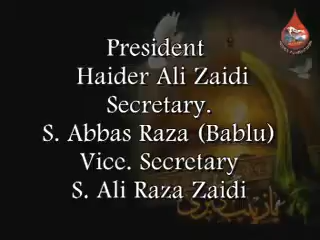 President
Haider Ali Zaidi
Secretary.
S. Abbas Raza (Bablu)
Vice. Secretary
S. Ali Raza Zaidi